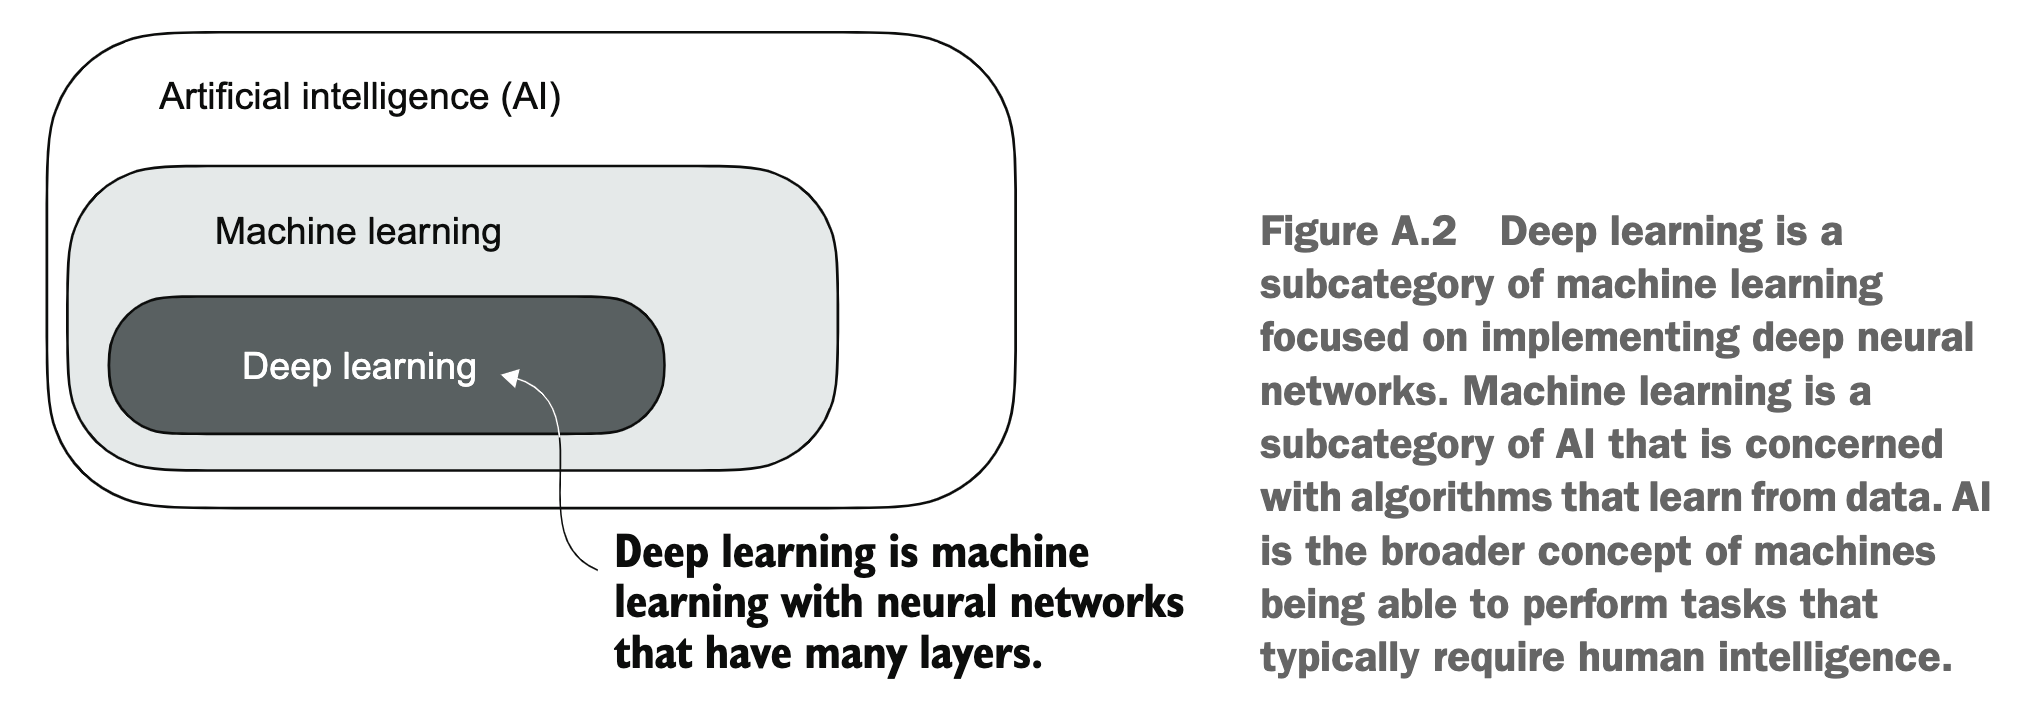 Artificial intelligence (AI)
Machine learning
Deep learning
Deep learning is machine
learning with neural networks
that have many layers.
Figure A.2 Deep learning is a
subcategory of machine learning
focused on implementing deep neural
networks. Machine learning is a
subcategory of AI that is concerned
with algorithms that learn from data. AI
is the broader concept of machines
being able to perform tasks that
typically require human intelligence.